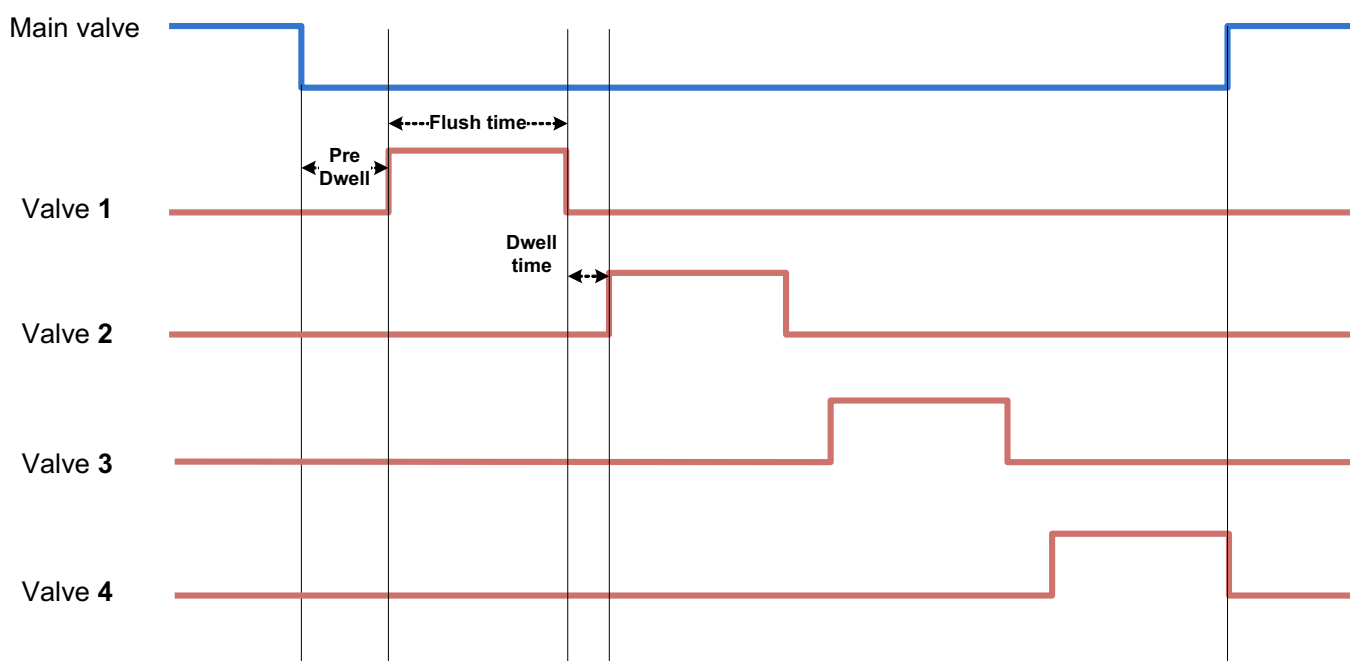 Main valve
Flush time
Pre
Dwell
Valve 1
Dwell
time
Valve 2
Valve 3
Valve 4